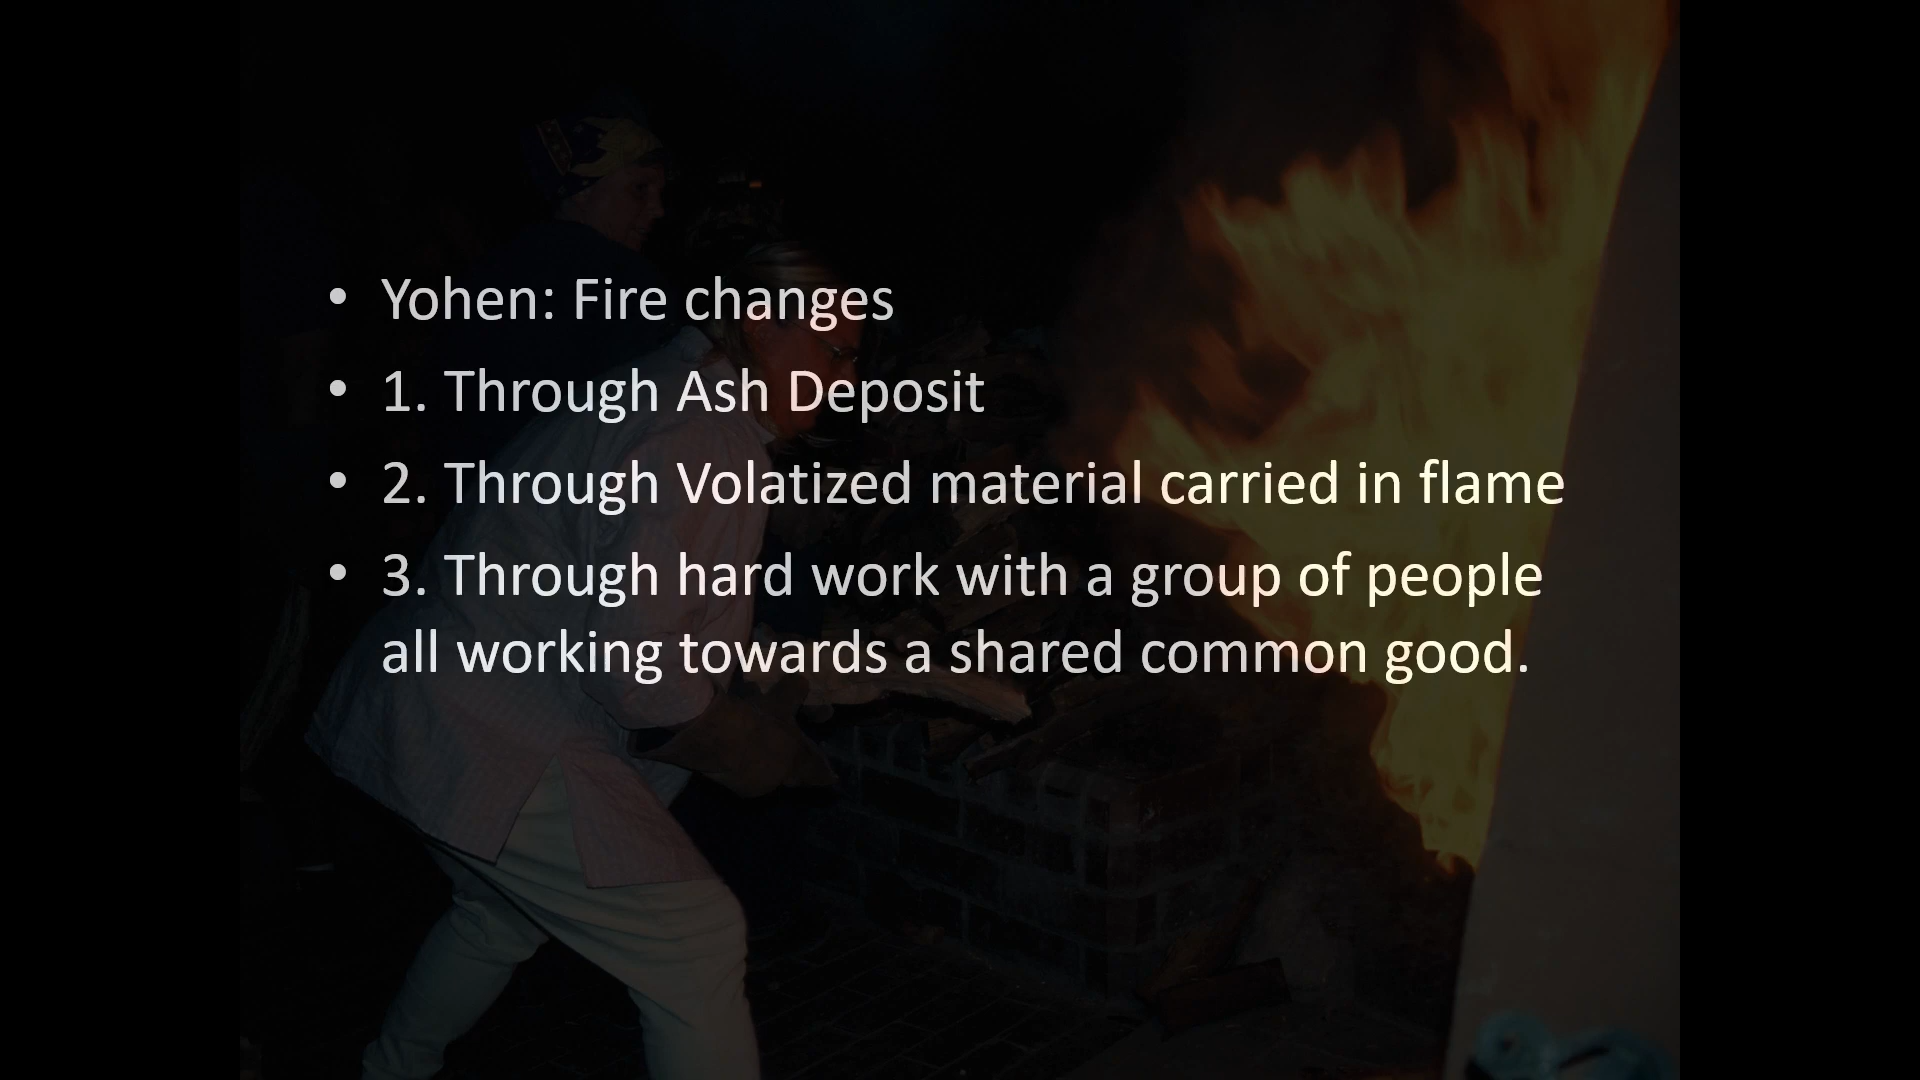 • Yohen: Fire changes
• 1. Through Ash Deposit
• 2. Through Volatized material carried in flame
• 3. Through hard work with a group of people
all working towards a shared common good.